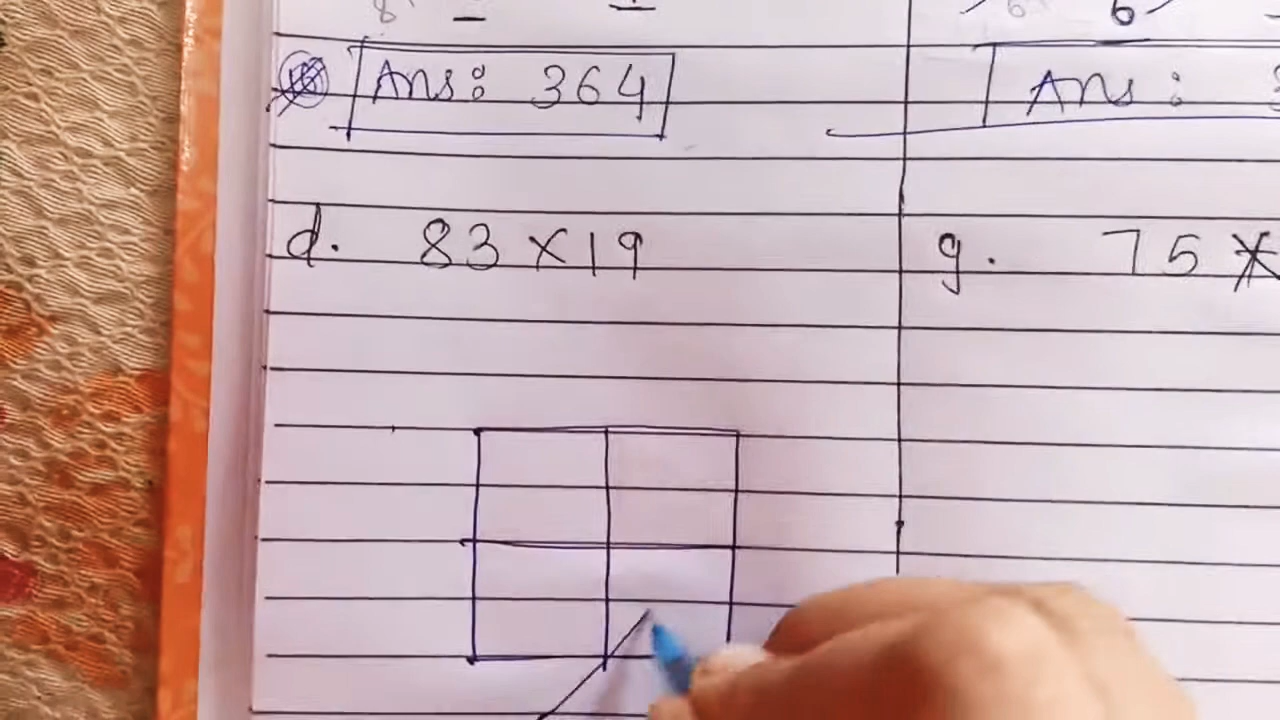 Ans: 364
Ans:
d. 83 × 19
g. 75 ×